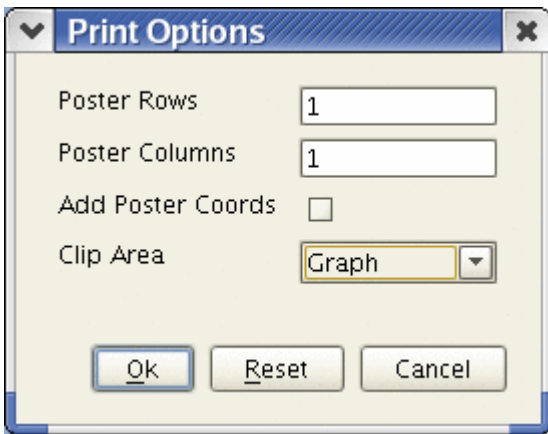 Print Options
Poster Rows 1
Poster Columns 1
Add Poster Coords
Clip Area Graph
Ok Reset Cancel